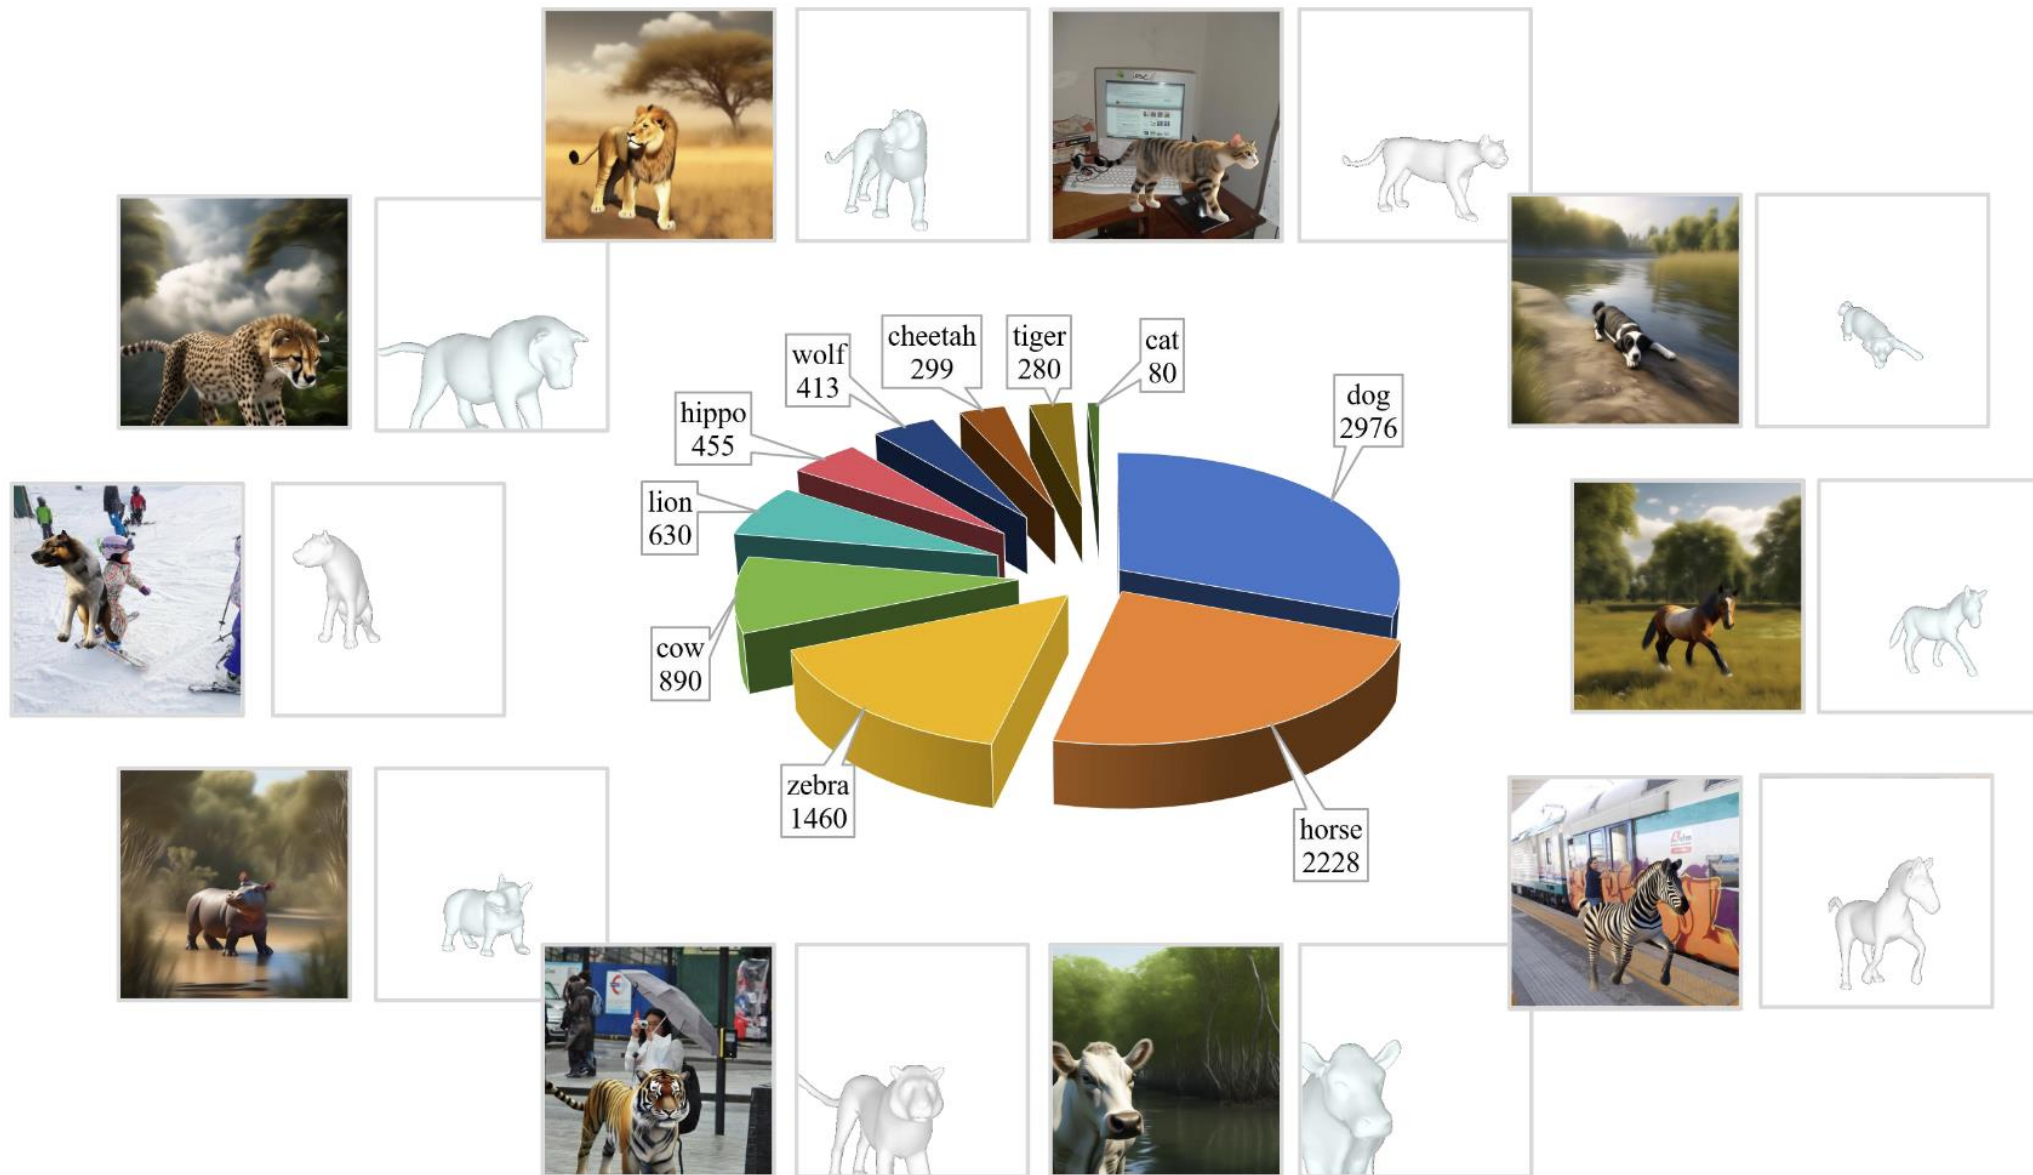 cheetah
299
tiger
280
cat
80
wolf
413
dog
2976
hippo
455
lion
630
cow
890
zebra
1460
horse
2228